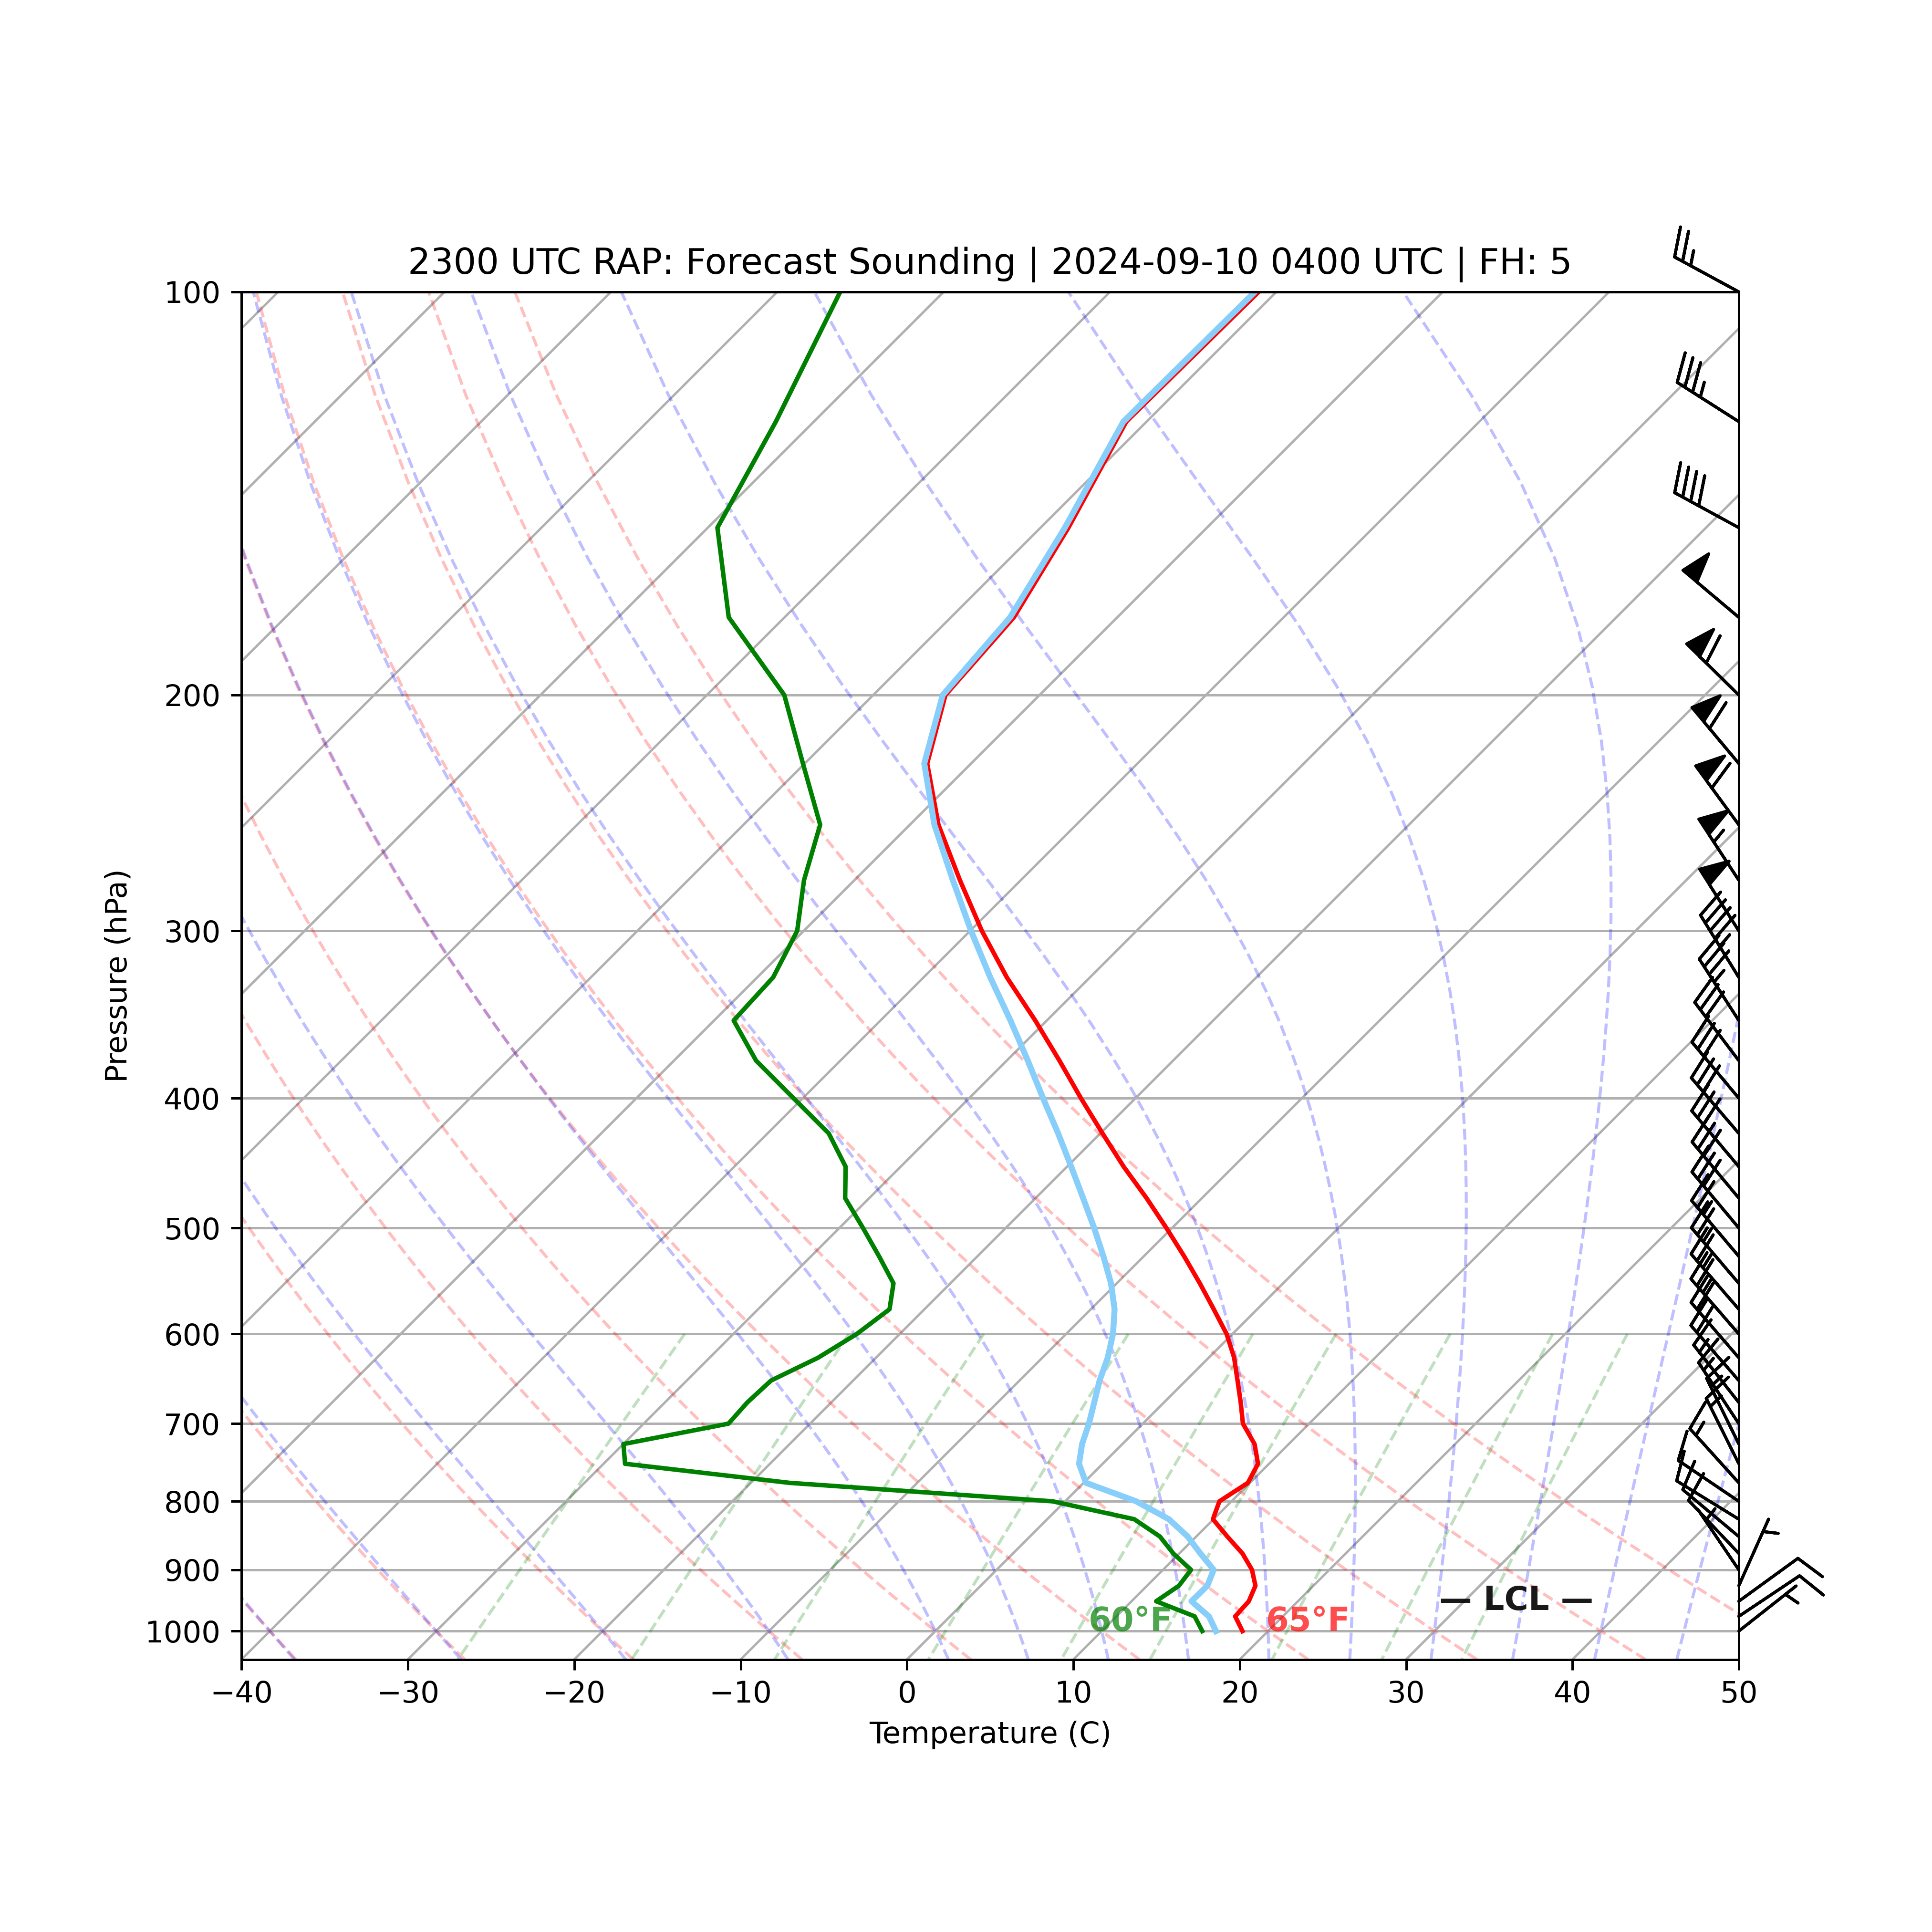 2300 UTC RAP: Forecast Sounding | 2024-09-10 0400 UTC | FH: 5
100
200
300
400
500
600
700
800
900
1000
Pressure (hPa)
— LCL —
60°F
65°F
−40 −30 −20 −10 0 10 20 30 40 50
Temperature (C)